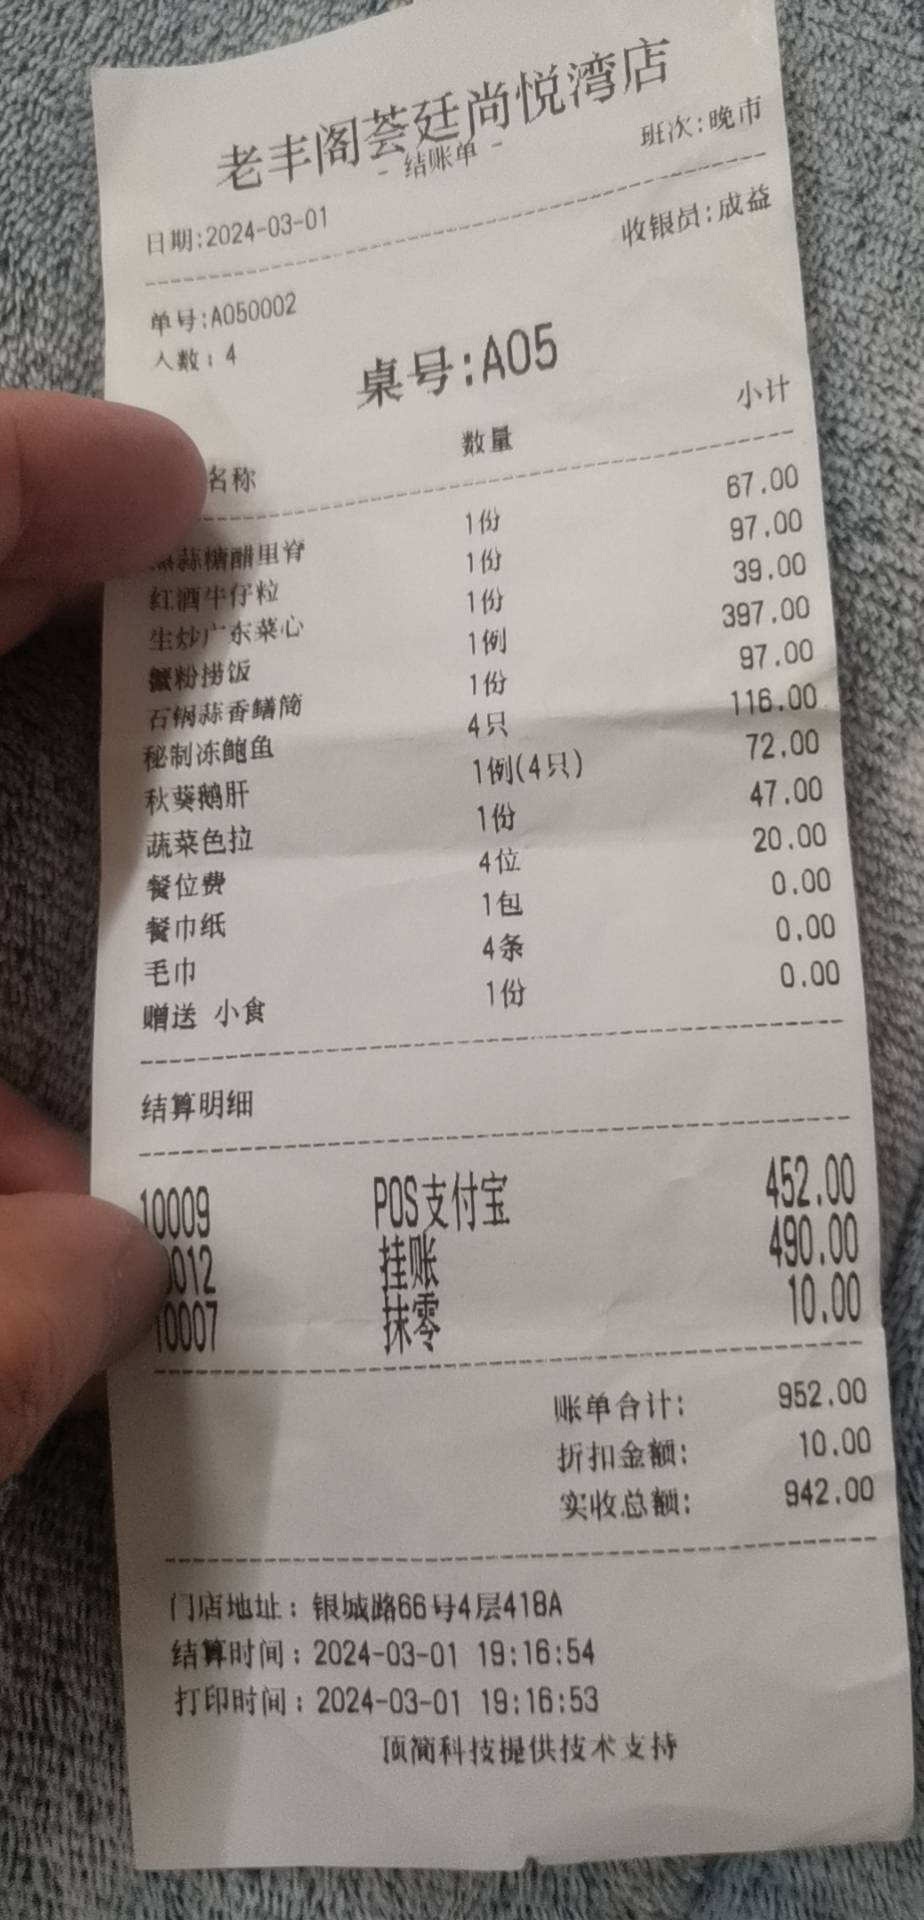 老丰阁荟廷尚悦湾店
- 结账单 -
班次:晚市
日期:2024-03-01
收银员:成益
单号:A050002
人数: 4
桌号:A05
名称 数量 小计
蒜糖醋里脊 1份 67.00
红酒牛仔粒 1份 97.00
生炒广东菜心 1份 39.00
蟹粉捞饭 1例 397.00
石锅蒜香鳝筒 1份 97.00
秘制冻鲍鱼 4只 116.00
秋葵鹅肝 1例(4只) 72.00
蔬菜色拉 1份 47.00
餐位费 4位 20.00
餐巾纸 1包 0.00
毛巾 4条 0.00
赠送 小食 1份 0.00
结算明细
10009 POS支付宝 452.00
0012 挂账 490.00
10007 抹零 10.00
账单合计: 952.00
折扣金额: 10.00
实收总额: 942.00
门店地址: 银城路66号4层418A
结算时间: 2024-03-01 19:16:54
打印时间: 2024-03-01 19:16:53
顶简科技提供技术支持